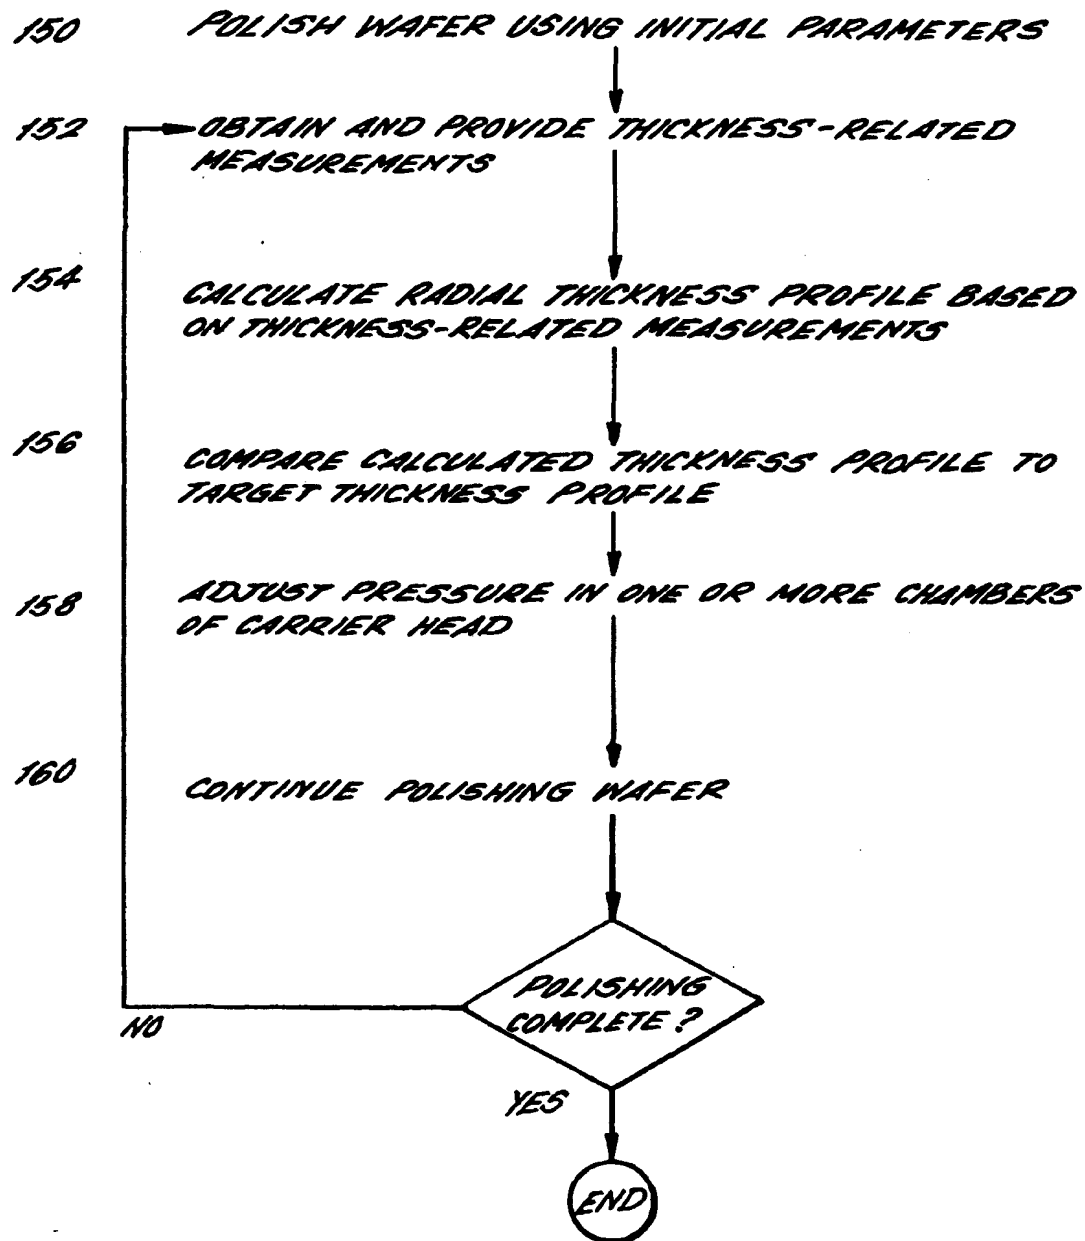 150 POLISH WAFER USING INITIAL PARAMETERS
152 OBTAIN AND PROVIDE THICKNESS-RELATED
MEASUREMENTS
154 CALCULATE RADIAL THICKNESS PROFILE BASED
ON THICKNESS-RELATED MEASUREMENTS
156 COMPARE CALCULATED THICKNESS PROFILE TO
TARGET THICKNESS PROFILE
158 ADJUST PRESSURE IN ONE OR MORE CHAMBERS
OF CARRIER HEAD
160 CONTINUE POLISHING WAFER
POLISHING
COMPLETE?
NO
YES
END